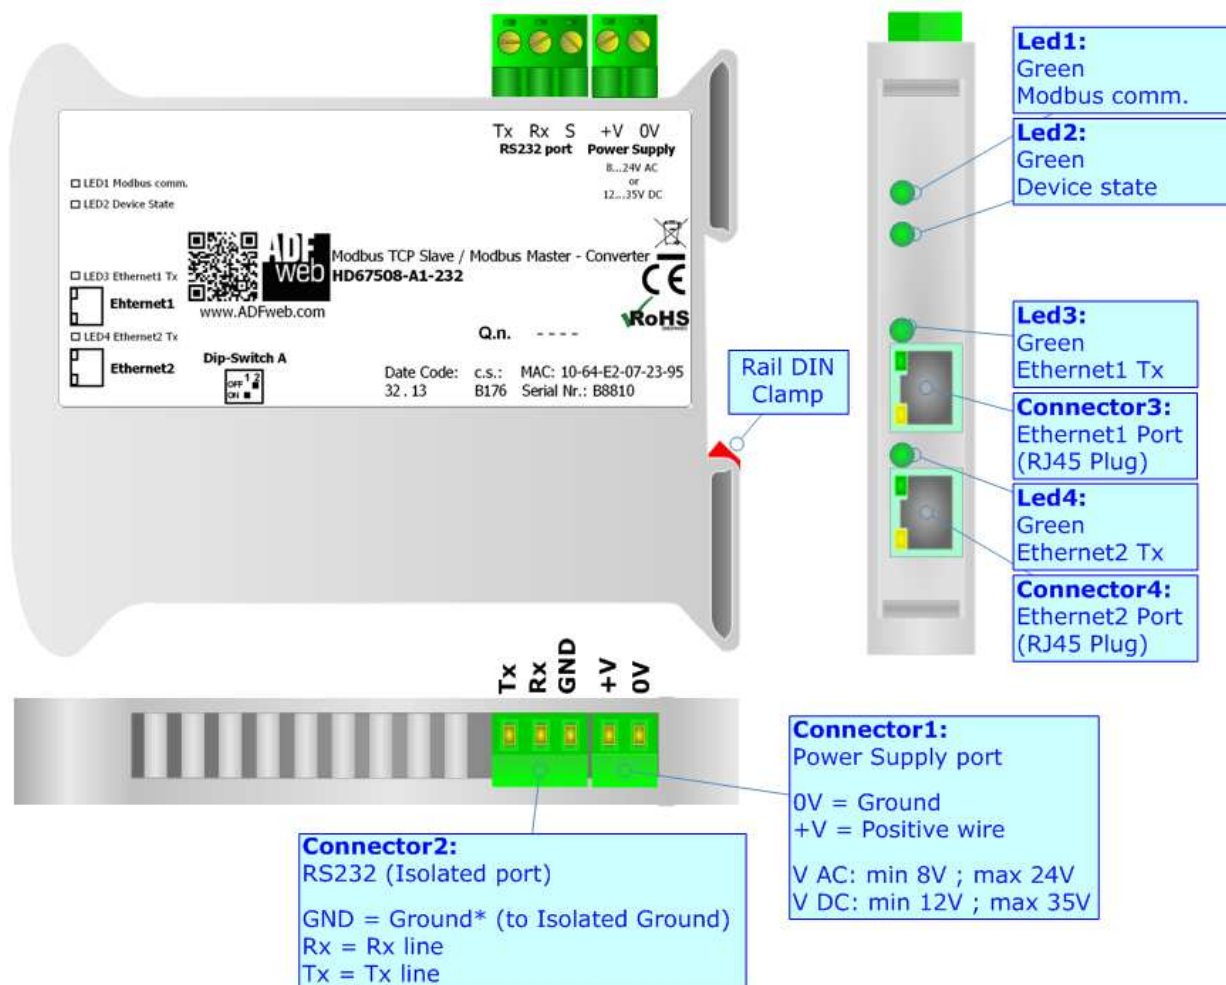 Tx Rx S +V 0V
RS232 port Power Supply
8...24V AC
or
12...35V DC
LED1 Modbus comm.
LED2 Device State
ADF
web
www.ADFweb.com
Modbus TCP Slave / Modbus Master - Converter
HD67508-A1-232
CE
RoHS
LED3 Ethernet1 Tx
Ehternet1
LED4 Ethernet2 Tx
Ethernet2
Dip-Switch A
1 2
OFF
ON
Q.n. - - - -
Date Code: c.s.: MAC: 10-64-E2-07-23-95
32 . 13 B176 Serial Nr.: B8810
Rail DIN
Clamp
Led1:
Green
Modbus comm.
Led2:
Green
Device state
Led3:
Green
Ethernet1 Tx
Connector3:
Ethernet1 Port
(RJ45 Plug)
Led4:
Green
Ethernet2 Tx
Connector4:
Ethernet2 Port
(RJ45 Plug)
Tx Rx GND +V 0V
Connector1:
Power Supply port
0V = Ground
+V = Positive wire
V AC: min 8V ; max 24V
V DC: min 12V ; max 35V
Connector2:
RS232 (Isolated port)
GND = Ground* (to Isolated Ground)
Rx = Rx line
Tx = Tx line